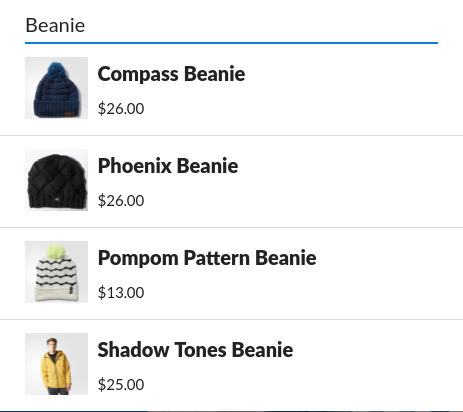 Beanie
Compass Beanie
$26.00
Phoenix Beanie
$26.00
Pompom Pattern Beanie
$13.00
Shadow Tones Beanie
$25.00